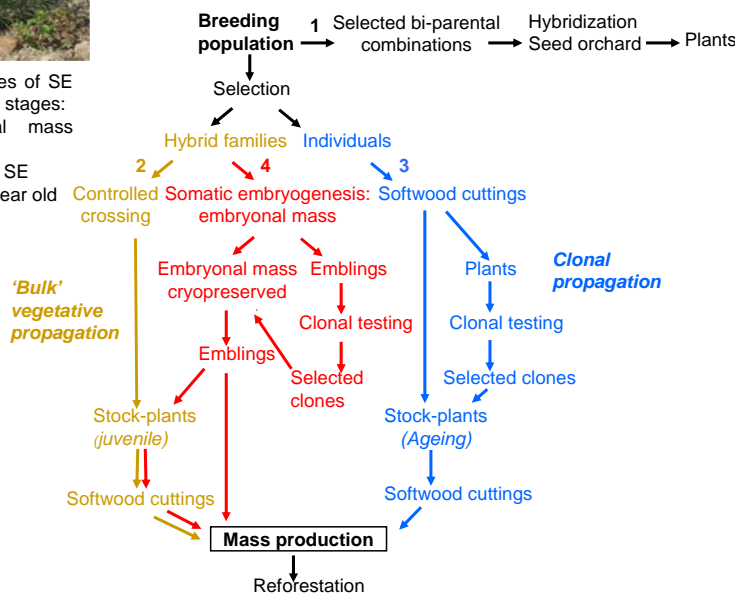 Breeding
population
1
Selected bi-parental
combinations
Hybridization
Seed orchard
Plants
es of SE
stages:
al mass
SE
ear old
Selection
Hybrid families
Individuals
2
4
3
Controlled
crossing
Somatic embryogenesis:
embryonal mass
Softwood cuttings
'Bulk'
vegetative
propagation
Embryonal mass
cryopreserved
Emblings
Plants
Clonal
propagation
Clonal testing
Clonal testing
Emblings
Selected
clones
Selected clones
Stock-plants
(juvenile)
Stock-plants
(Ageing)
Softwood cuttings
Softwood cuttings
Mass production
Reforestation